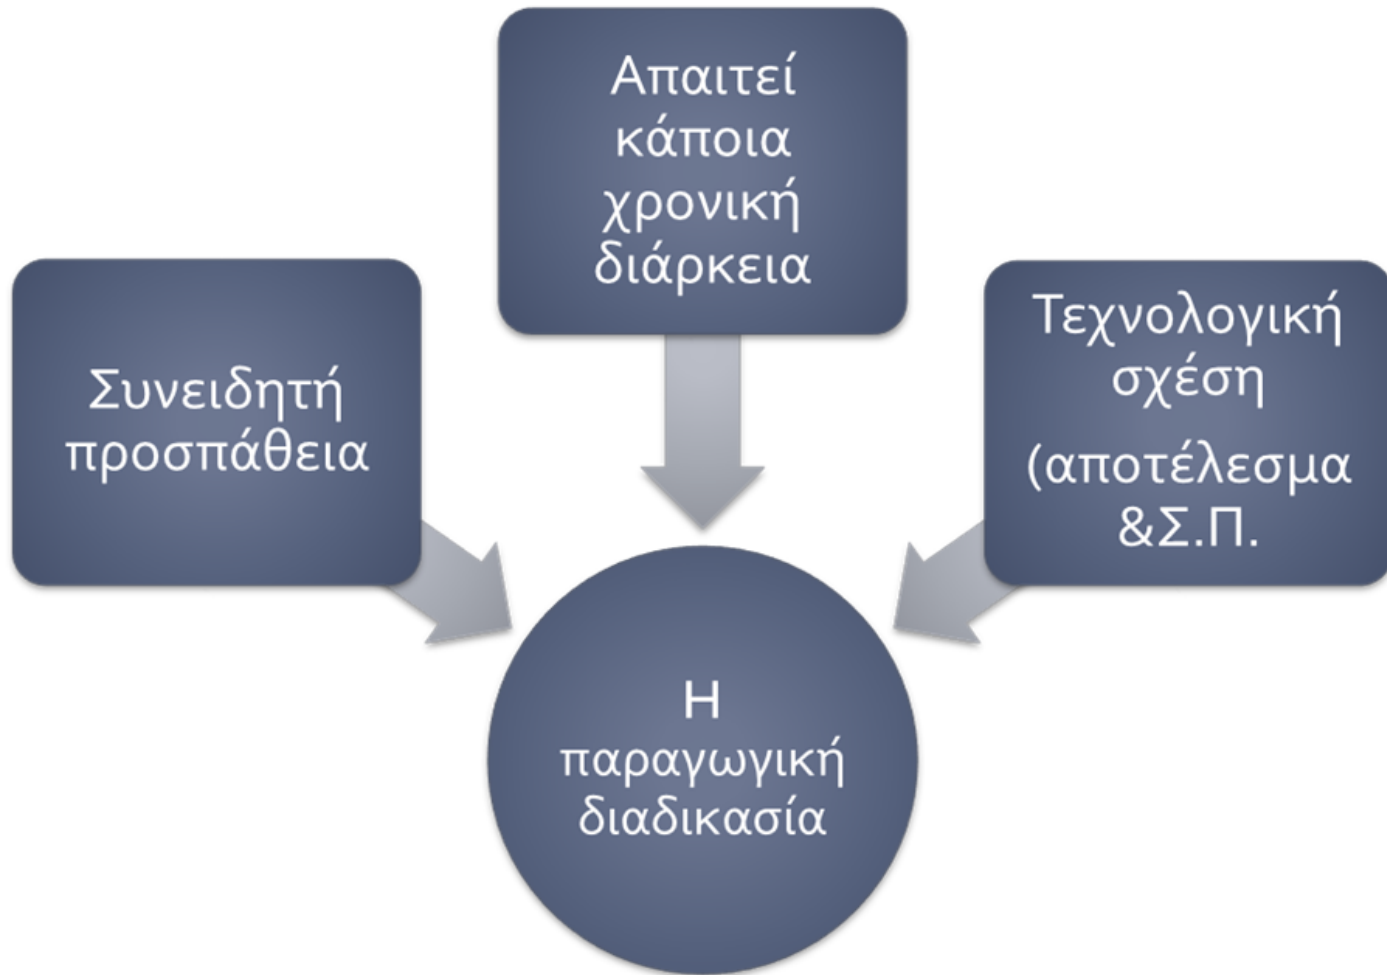 Απαιτεί
κάποια
χρονική
διάρκεια
Συνειδητή
προσπάθεια
Τεχνολογική
σχέση
(αποτέλεσμα
&Σ.Π.
Η
παραγωγική
διαδικασία